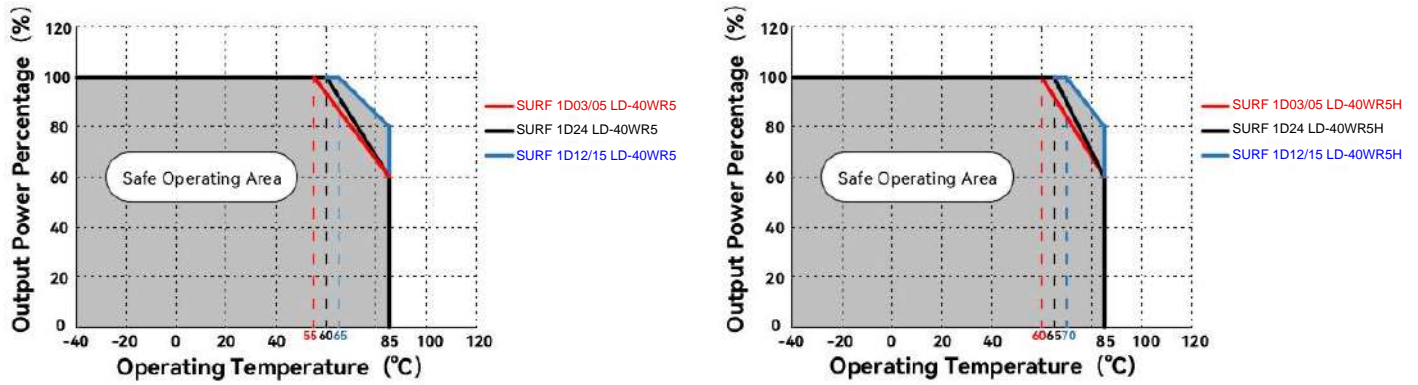 Output Power Percentage (%)
120
100
80
60
40
20
0
Safe Operating Area
-40 -20 0 20 40 55 60 65 85 100 120
Operating Temperature (°C)
SURF 1D03/05 LD-40WR5
SURF 1D24 LD-40WR5
SURF 1D12/15 LD-40WR5
Output Power Percentage (%)
120
100
80
60
40
20
0
Safe Operating Area
-40 -20 0 20 40 60 65 70 85 100 120
Operating Temperature (°C)
SURF 1D03/05 LD-40WR5H
SURF 1D24 LD-40WR5H
SURF 1D12/15 LD-40WR5H